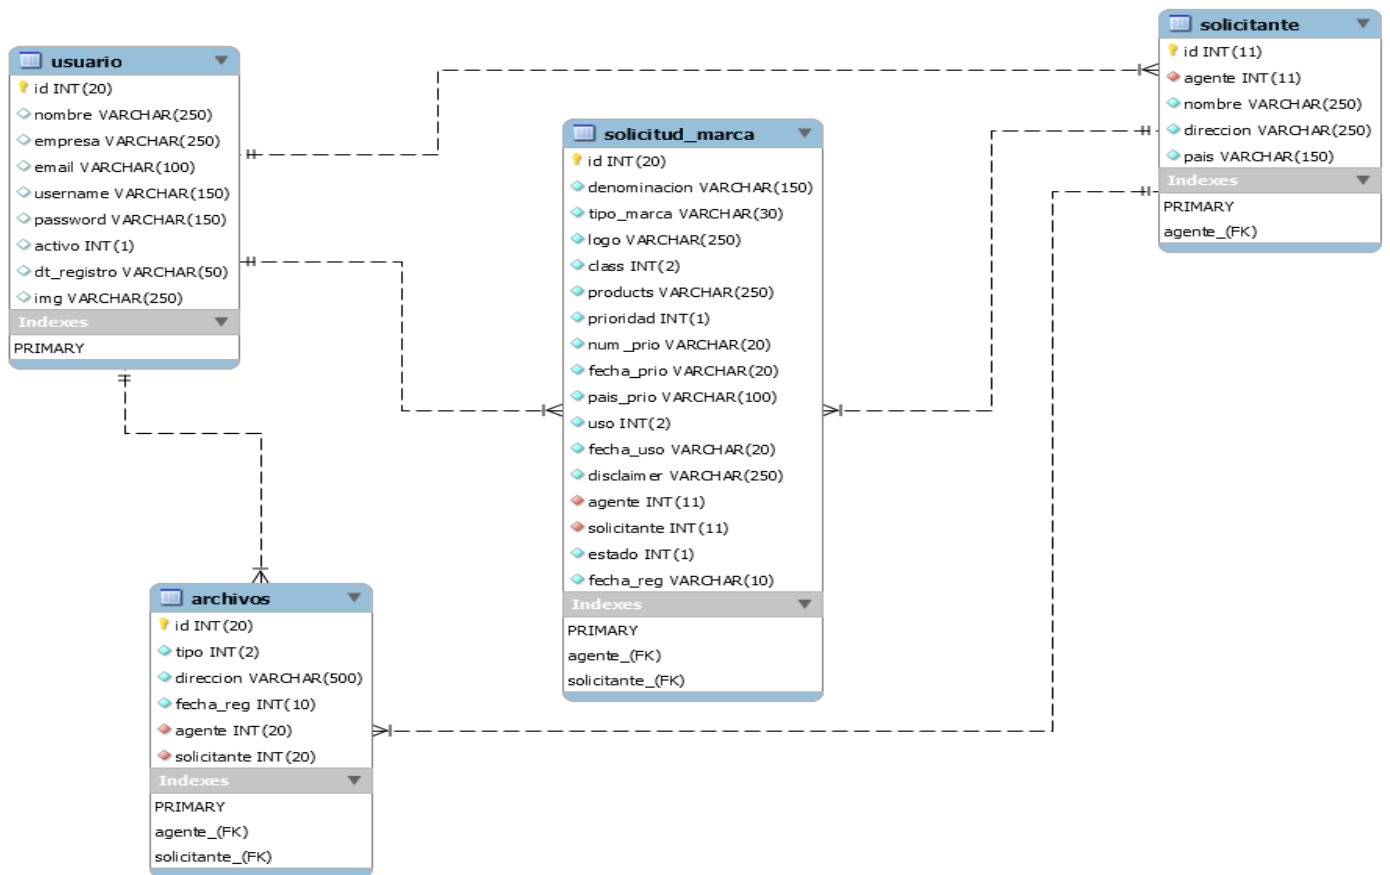 usuario
id INT(20)
nombre VARCHAR(250)
empresa VARCHAR(250)
email VARCHAR(100)
username VARCHAR(150)
password VARCHAR(150)
activo INT(1)
dt_registro VARCHAR(50)
img VARCHAR(250)
Indexes
PRIMARY
solicitud_marca
id INT(20)
denominacion VARCHAR(150)
tipo_marca VARCHAR(30)
logo VARCHAR(250)
class INT(2)
products VARCHAR(250)
prioridad INT(1)
num_prio VARCHAR(20)
fecha_prio VARCHAR(20)
pais_prio VARCHAR(100)
uso INT(2)
fecha_uso VARCHAR(20)
disclaimer VARCHAR(250)
agente INT(11)
solicitante INT(11)
estado INT(1)
fecha_reg VARCHAR(10)
Indexes
PRIMARY
agente_(FK)
solicitante_(FK)
solicitante
id INT(11)
agente INT(11)
nombre VARCHAR(250)
direccion VARCHAR(250)
pais VARCHAR(150)
Indexes
PRIMARY
agente_(FK)
archivos
id INT(20)
tipo INT(2)
direccion VARCHAR(500)
fecha_reg INT(10)
agente INT(20)
solicitante INT(20)
Indexes
PRIMARY
agente_(FK)
solicitante_(FK)